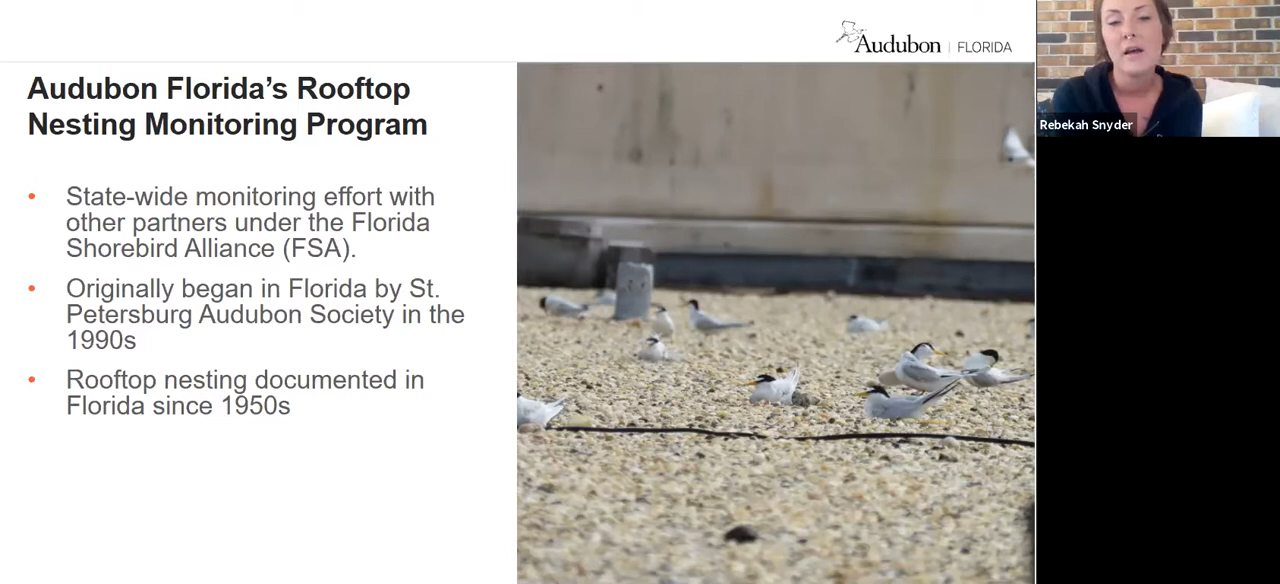 Audubon | FLORIDA
Audubon Florida’s Rooftop
Nesting Monitoring Program
• State-wide monitoring effort with
other partners under the Florida
Shorebird Alliance (FSA).
• Originally began in Florida by St.
Petersburg Audubon Society in the
1990s
• Rooftop nesting documented in
Florida since 1950s
Rebekah Snyder